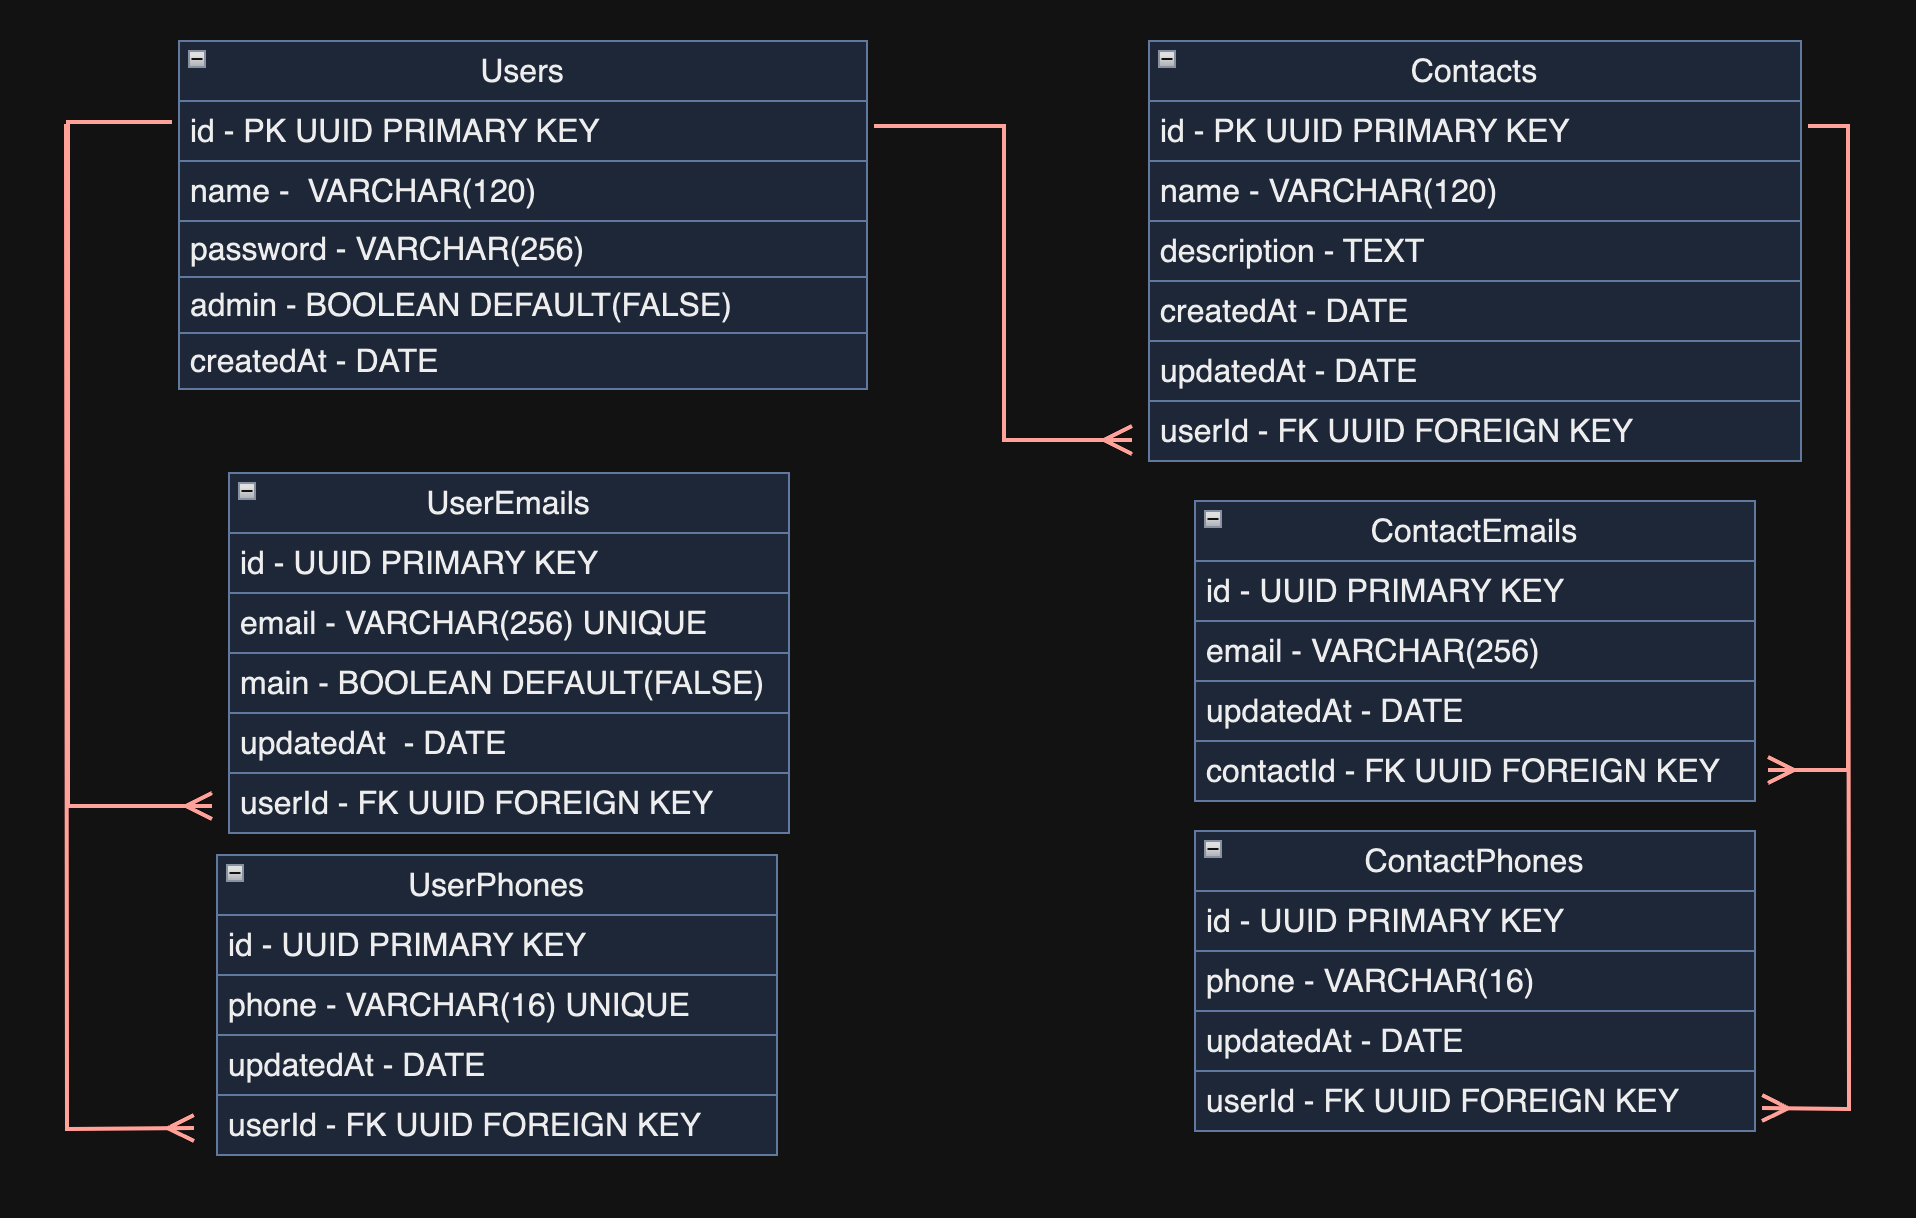 Users
id - PK UUID PRIMARY KEY
name -  VARCHAR(120)
password - VARCHAR(256)
admin - BOOLEAN DEFAULT(FALSE)
createdAt - DATE
Contacts
id - PK UUID PRIMARY KEY
name - VARCHAR(120)
description - TEXT
createdAt - DATE
updatedAt - DATE
userId - FK UUID FOREIGN KEY
UserEmails
id - UUID PRIMARY KEY
email - VARCHAR(256) UNIQUE
main - BOOLEAN DEFAULT(FALSE)
updatedAt  - DATE
userId - FK UUID FOREIGN KEY
ContactEmails
id - UUID PRIMARY KEY
email - VARCHAR(256)
updatedAt - DATE
contactId - FK UUID FOREIGN KEY
UserPhones
id - UUID PRIMARY KEY
phone - VARCHAR(16) UNIQUE
updatedAt - DATE
userId - FK UUID FOREIGN KEY
ContactPhones
id - UUID PRIMARY KEY
phone - VARCHAR(16)
updatedAt - DATE
userId - FK UUID FOREIGN KEY